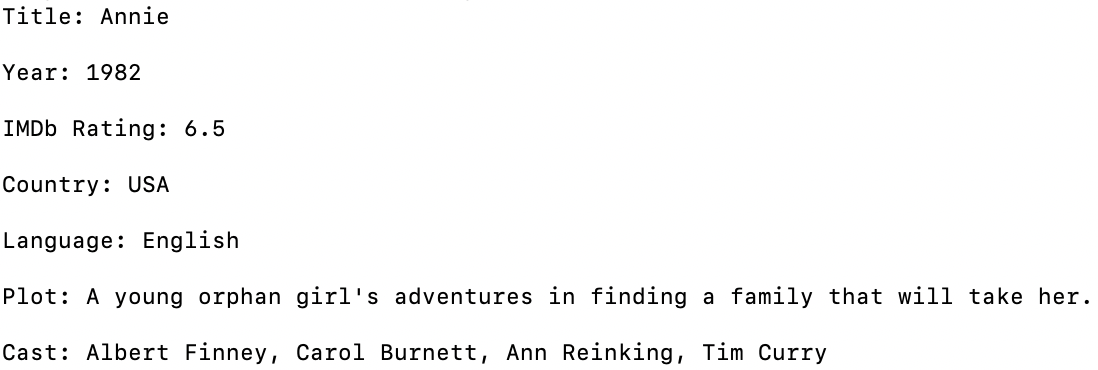 Title: Annie
Year: 1982
IMDb Rating: 6.5
Country: USA
Language: English
Plot: A young orphan girl's adventures in finding a family that will take her.
Cast: Albert Finney, Carol Burnett, Ann Reinking, Tim Curry